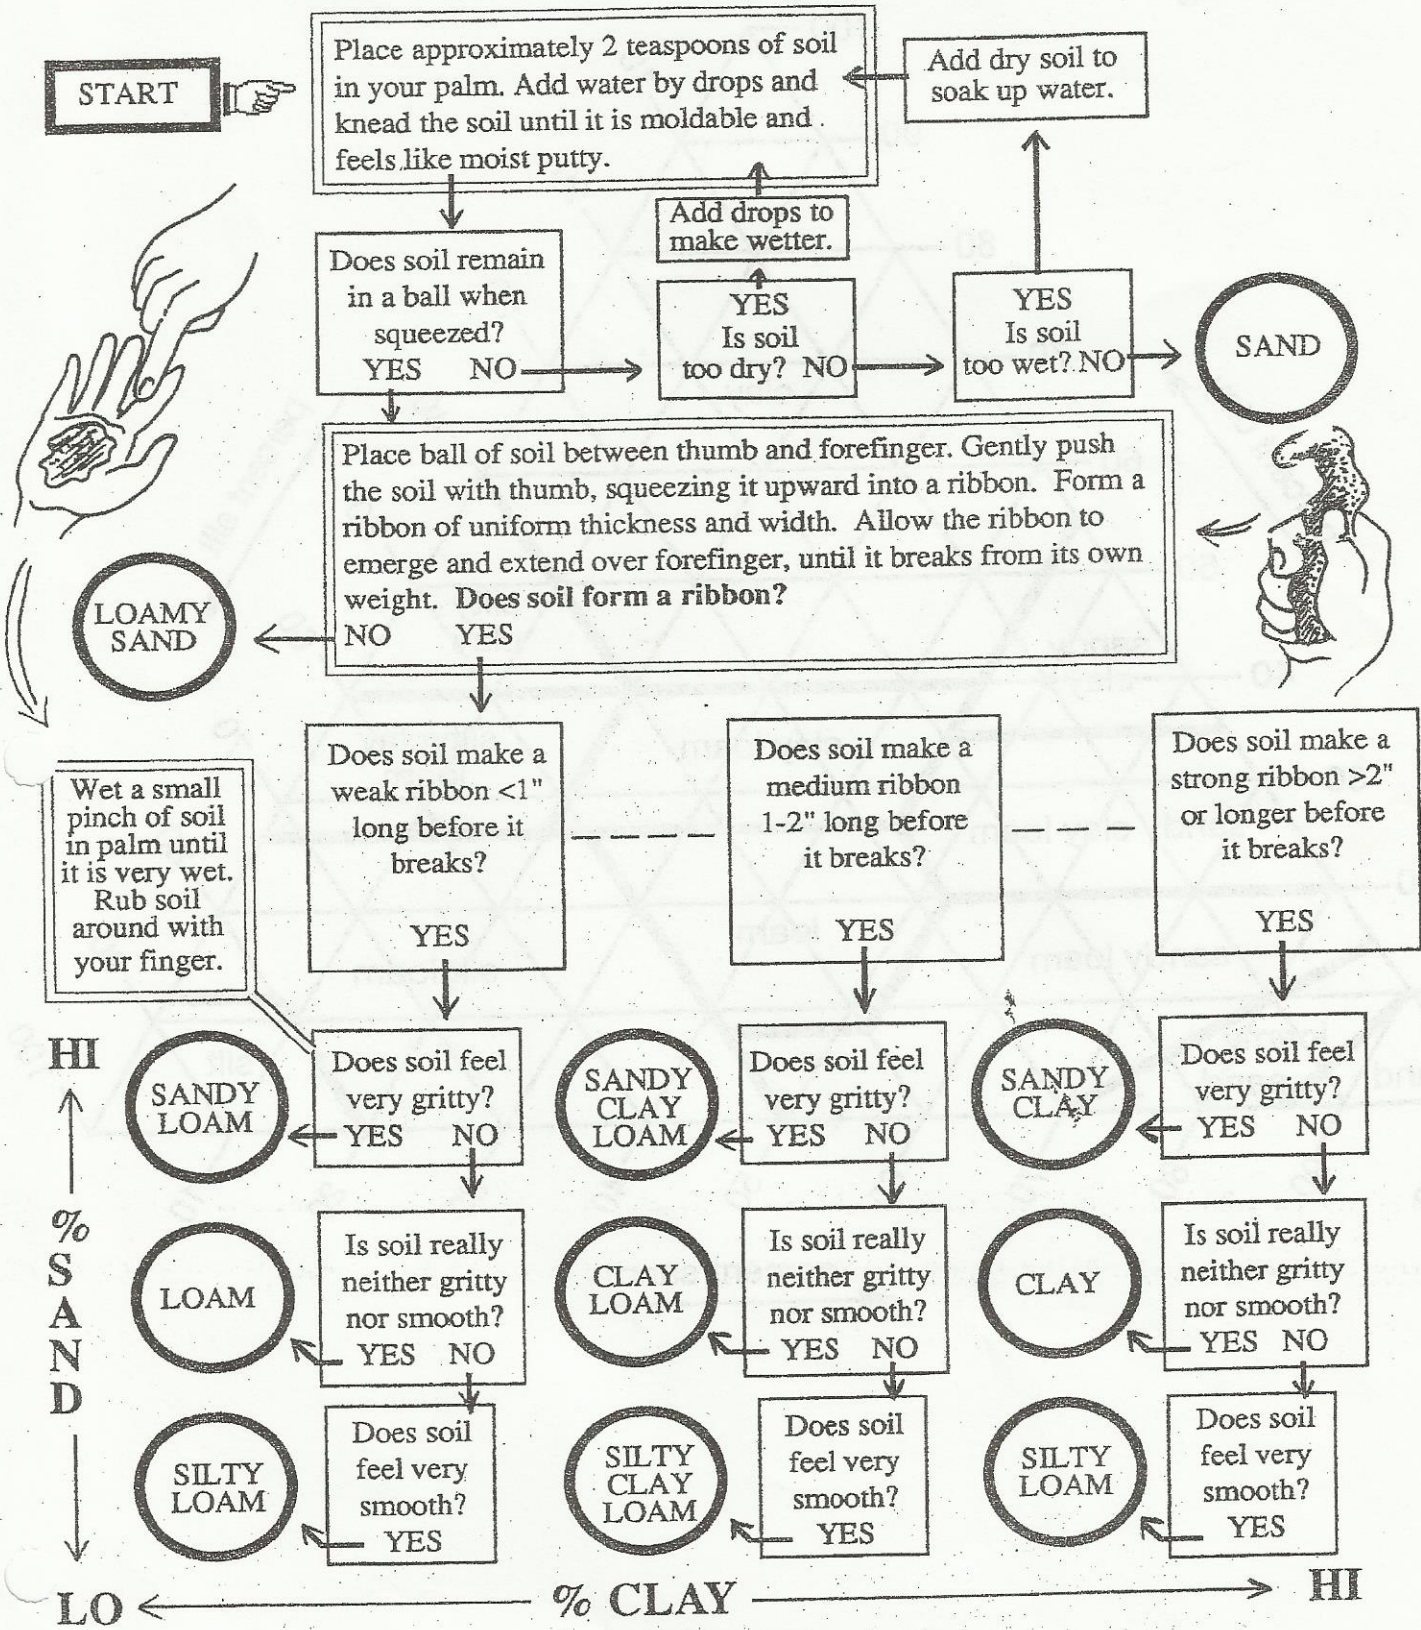 START
Place approximately 2 teaspoons of soil
in your palm. Add water by drops and
knead the soil until it is moldable and
feels like moist putty.
Add dry soil to
soak up water.
Add drops to
make wetter.
Does soil remain
in a ball when
squeezed?
YES NO
YES
Is soil
too dry? NO
YES
Is soil
too wet? NO
SAND
Place ball of soil between thumb and forefinger. Gently push
the soil with thumb, squeezing it upward into a ribbon. Form a
ribbon of uniform thickness and width. Allow the ribbon to
emerge and extend over forefinger, until it breaks from its own
weight. Does soil form a ribbon?
NO YES
LOAMY
SAND
Wet a small
pinch of soil
in palm until
it is very wet.
Rub soil
around with
your finger.
Does soil make a
weak ribbon <1"
long before it
breaks?
YES
Does soil make a
medium ribbon
1-2" long before
it breaks?
YES
Does soil make a
strong ribbon >2"
or longer before
it breaks?
YES
HI
%
S
A
N
D
SANDY
LOAM
Does soil feel
very gritty?
YES NO
SANDY
CLAY
LOAM
Does soil feel
very gritty?
YES NO
SANDY
CLAY
Does soil feel
very gritty?
YES NO
LOAM
Is soil really
neither gritty
nor smooth?
YES NO
CLAY
LOAM
Is soil really
neither gritty
nor smooth?
YES NO
CLAY
Is soil really
neither gritty
nor smooth?
YES NO
SILTY
LOAM
Does soil
feel very
smooth?
YES
SILTY
CLAY
LOAM
Does soil
feel very
smooth?
YES
SILTY
LOAM
Does soil
feel very
smooth?
YES
LO
% CLAY
HI